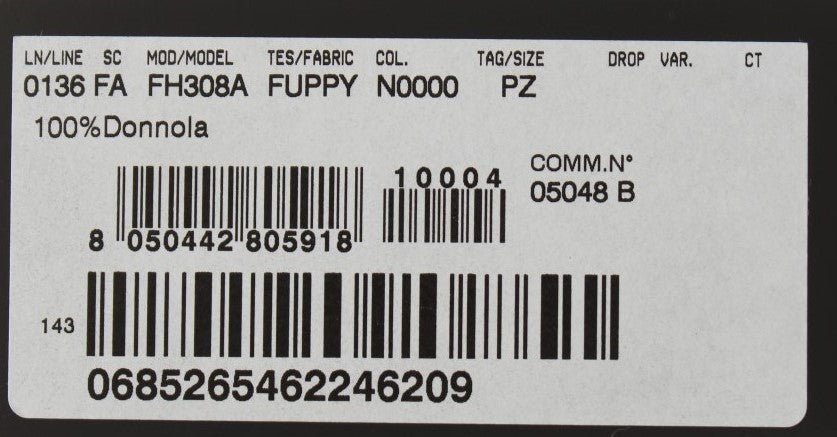 LN/LINE SC MOD/MODEL TES/FABRIC COL. TAG/SIZE DROP VAR. CT
0136 FA FH308A FUPPY N0000 PZ
100%Donnola
10004
COMM.N°
05048 B
8 050442 805918
143
0685265462246209